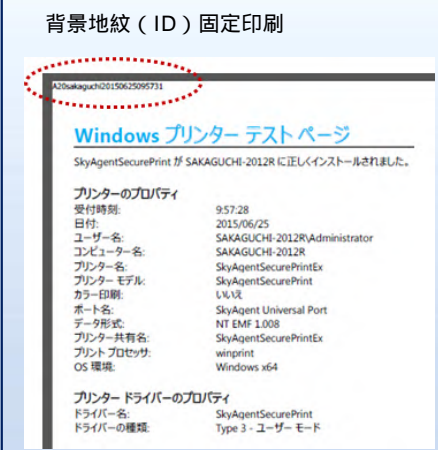 背景地紋(ID)固定印刷
A20sakaguchi20150625095731
Windows プリンター テスト ページ
SkyAgentSecurePrint が SAKAGUCHI-2012R に正しくインストールされました。
プリンターのプロパティ
受付時刻: 9:57:28
日付: 2015/06/25
ユーザー名: SAKAGUCHI-2012R\Administrator
コンピューター名: SAKAGUCHI-2012R
プリンター名: SkyAgentSecurePrintEx
プリンター モデル: SkyAgentSecurePrint
カラー印刷: いいえ
ポート名: SkyAgent Universal Port
データ形式: NT EMF 1.008
プリンター共有名: SkyAgentSecurePrintEx
プリント プロセッサ: winprint
OS 環境: Windows x64
プリンター ドライバーのプロパティ
ドライバー名: SkyAgentSecurePrint
ドライバーの種類: Type 3 - ユーザー モード